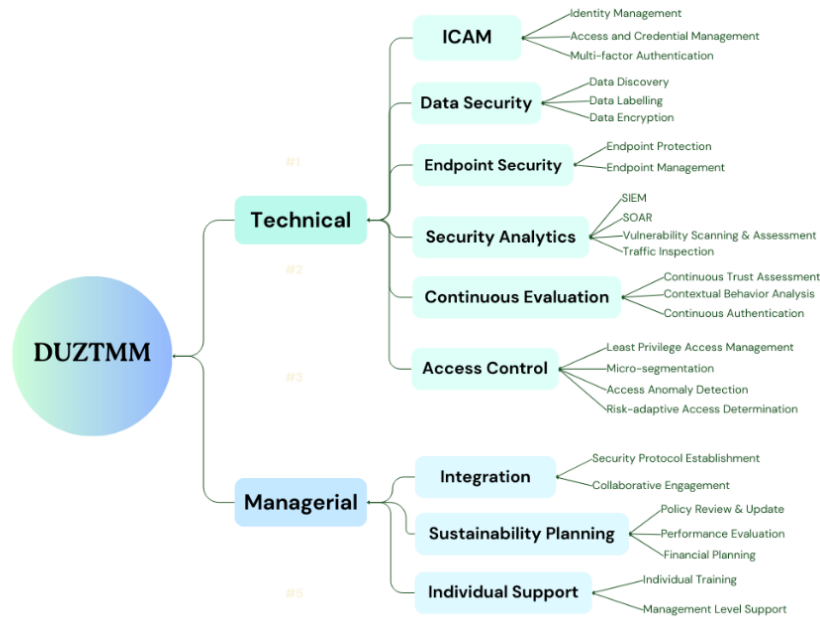 DUZTMM
#1
#2
#3
#5
Technical
ICAM
Identity Management
Access and Credential Management
Multi-factor Authentication
Data Security
Data Discovery
Data Labelling
Data Encryption
Endpoint Security
Endpoint Protection
Endpoint Management
Security Analytics
SIEM
SOAR
Vulnerability Scanning & Assessment
Traffic Inspection
Continuous Evaluation
Continuous Trust Assessment
Contextual Behavior Analysis
Continuous Authentication
Access Control
Least Privilege Access Management
Micro-segmentation
Access Anomaly Detection
Risk-adaptive Access Determination
Managerial
Integration
Security Protocol Establishment
Collaborative Engagement
Sustainability Planning
Policy Review & Update
Performance Evaluation
Financial Planning
Individual Support
Individual Training
Management Level Support